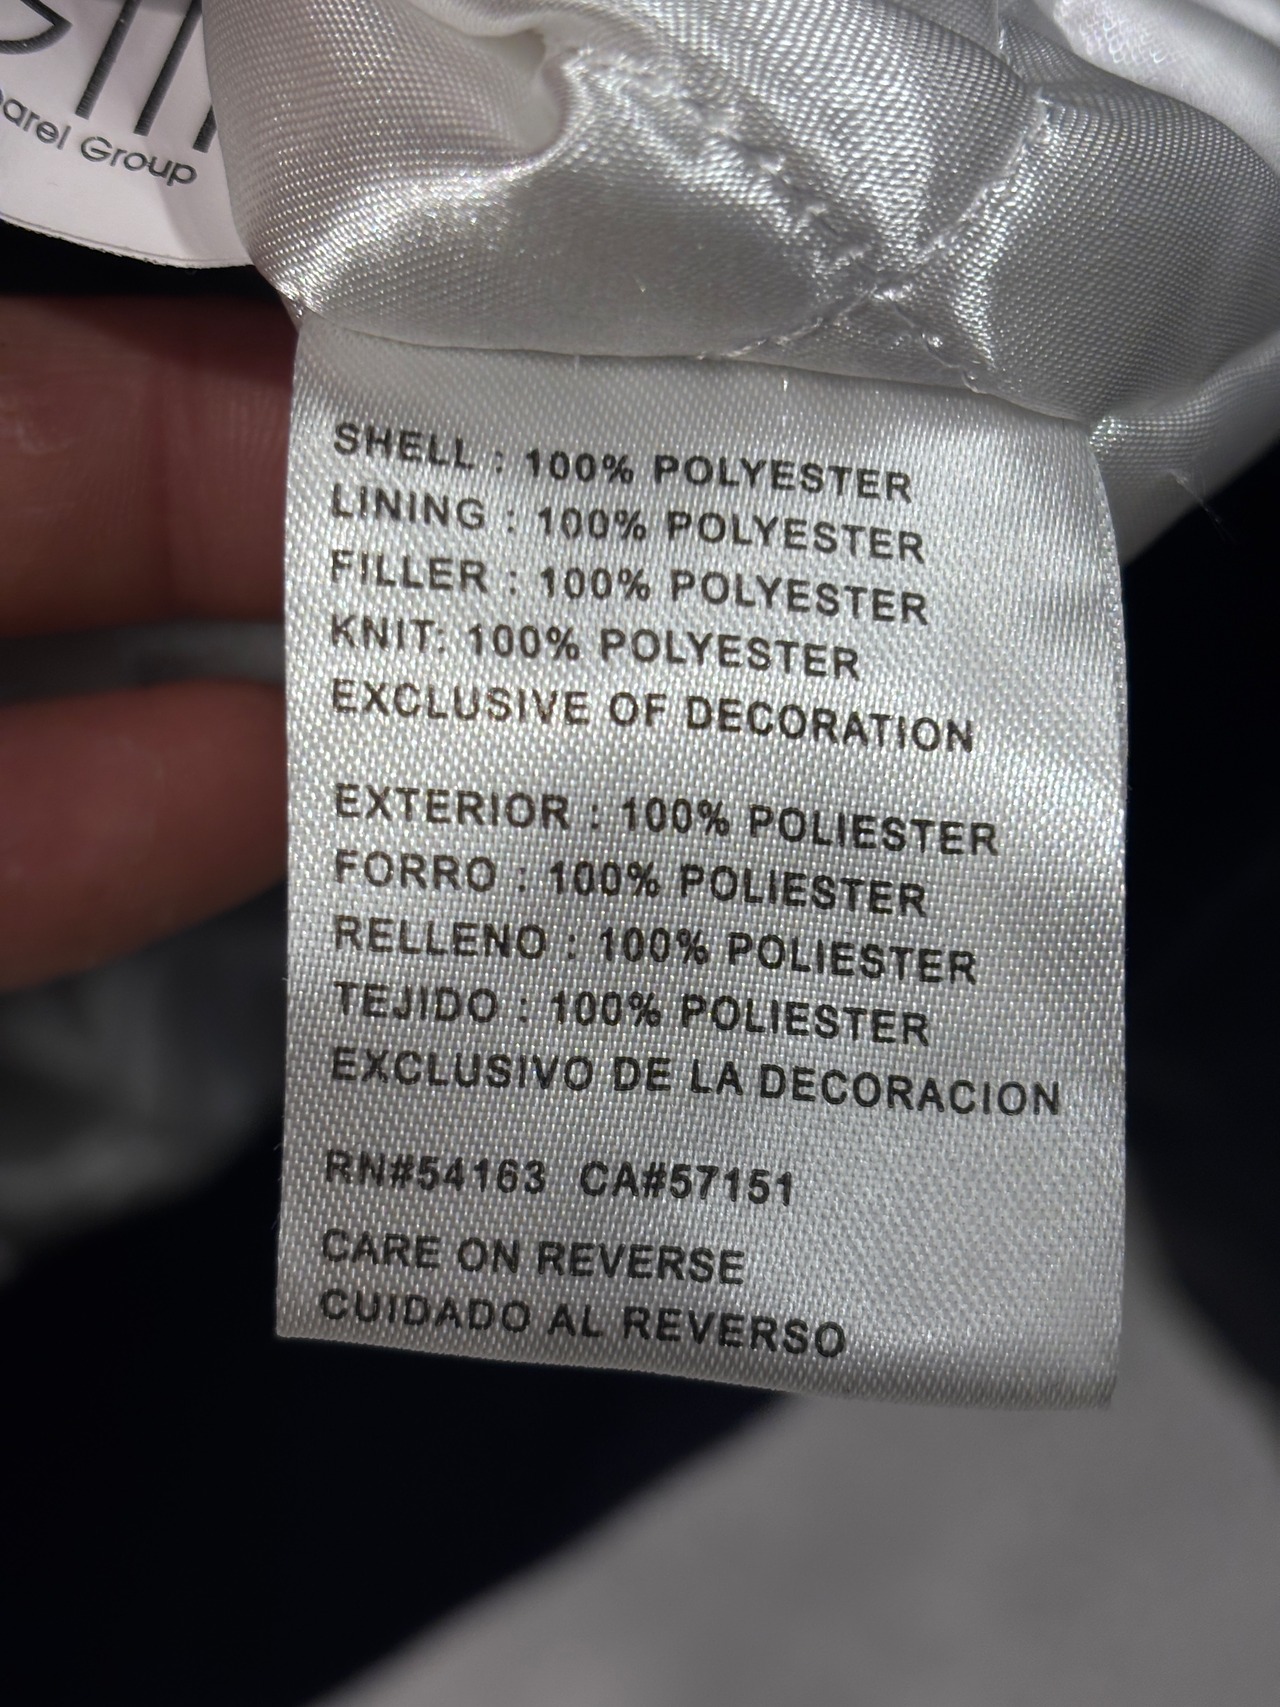 Group
SHELL : 100% POLYESTER
LINING : 100% POLYESTER
FILLER : 100% POLYESTER
KNIT: 100% POLYESTER
EXCLUSIVE OF DECORATION
EXTERIOR : 100% POLIESTER
FORRO : 100% POLIESTER
RELLENO : 100% POLIESTER
TEJIDO : 100% POLIESTER
EXCLUSIVO DE LA DECORACION
RN#54163 CA#57151
CARE ON REVERSE
CUIDADO AL REVERSO